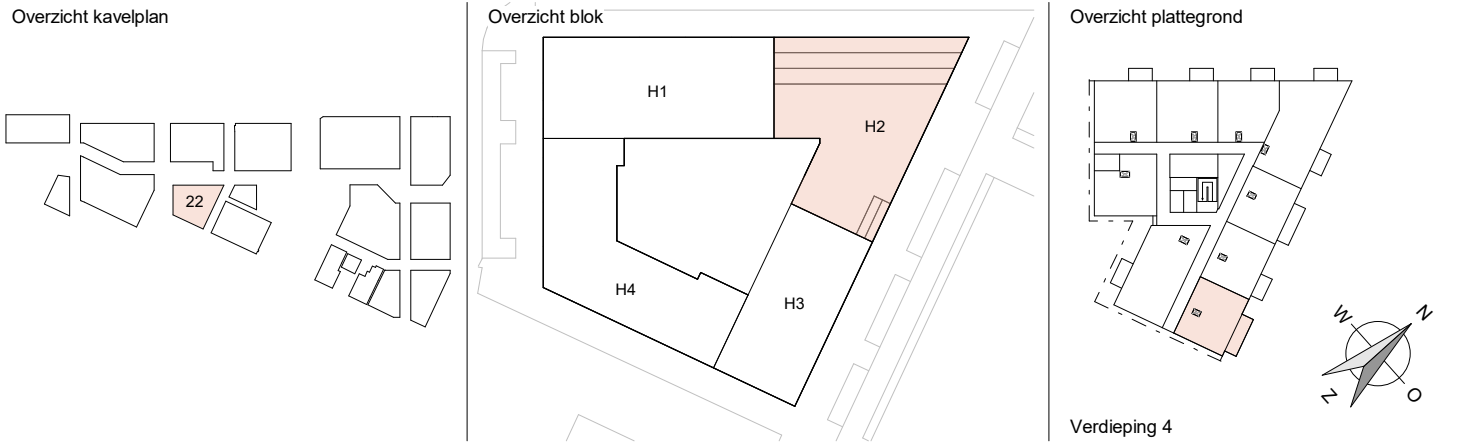 Overzicht kavelplan
22
Overzicht blok
H1
H2
H4
H3
Overzicht plattegrond
W
N
Z
O
Verdieping 4